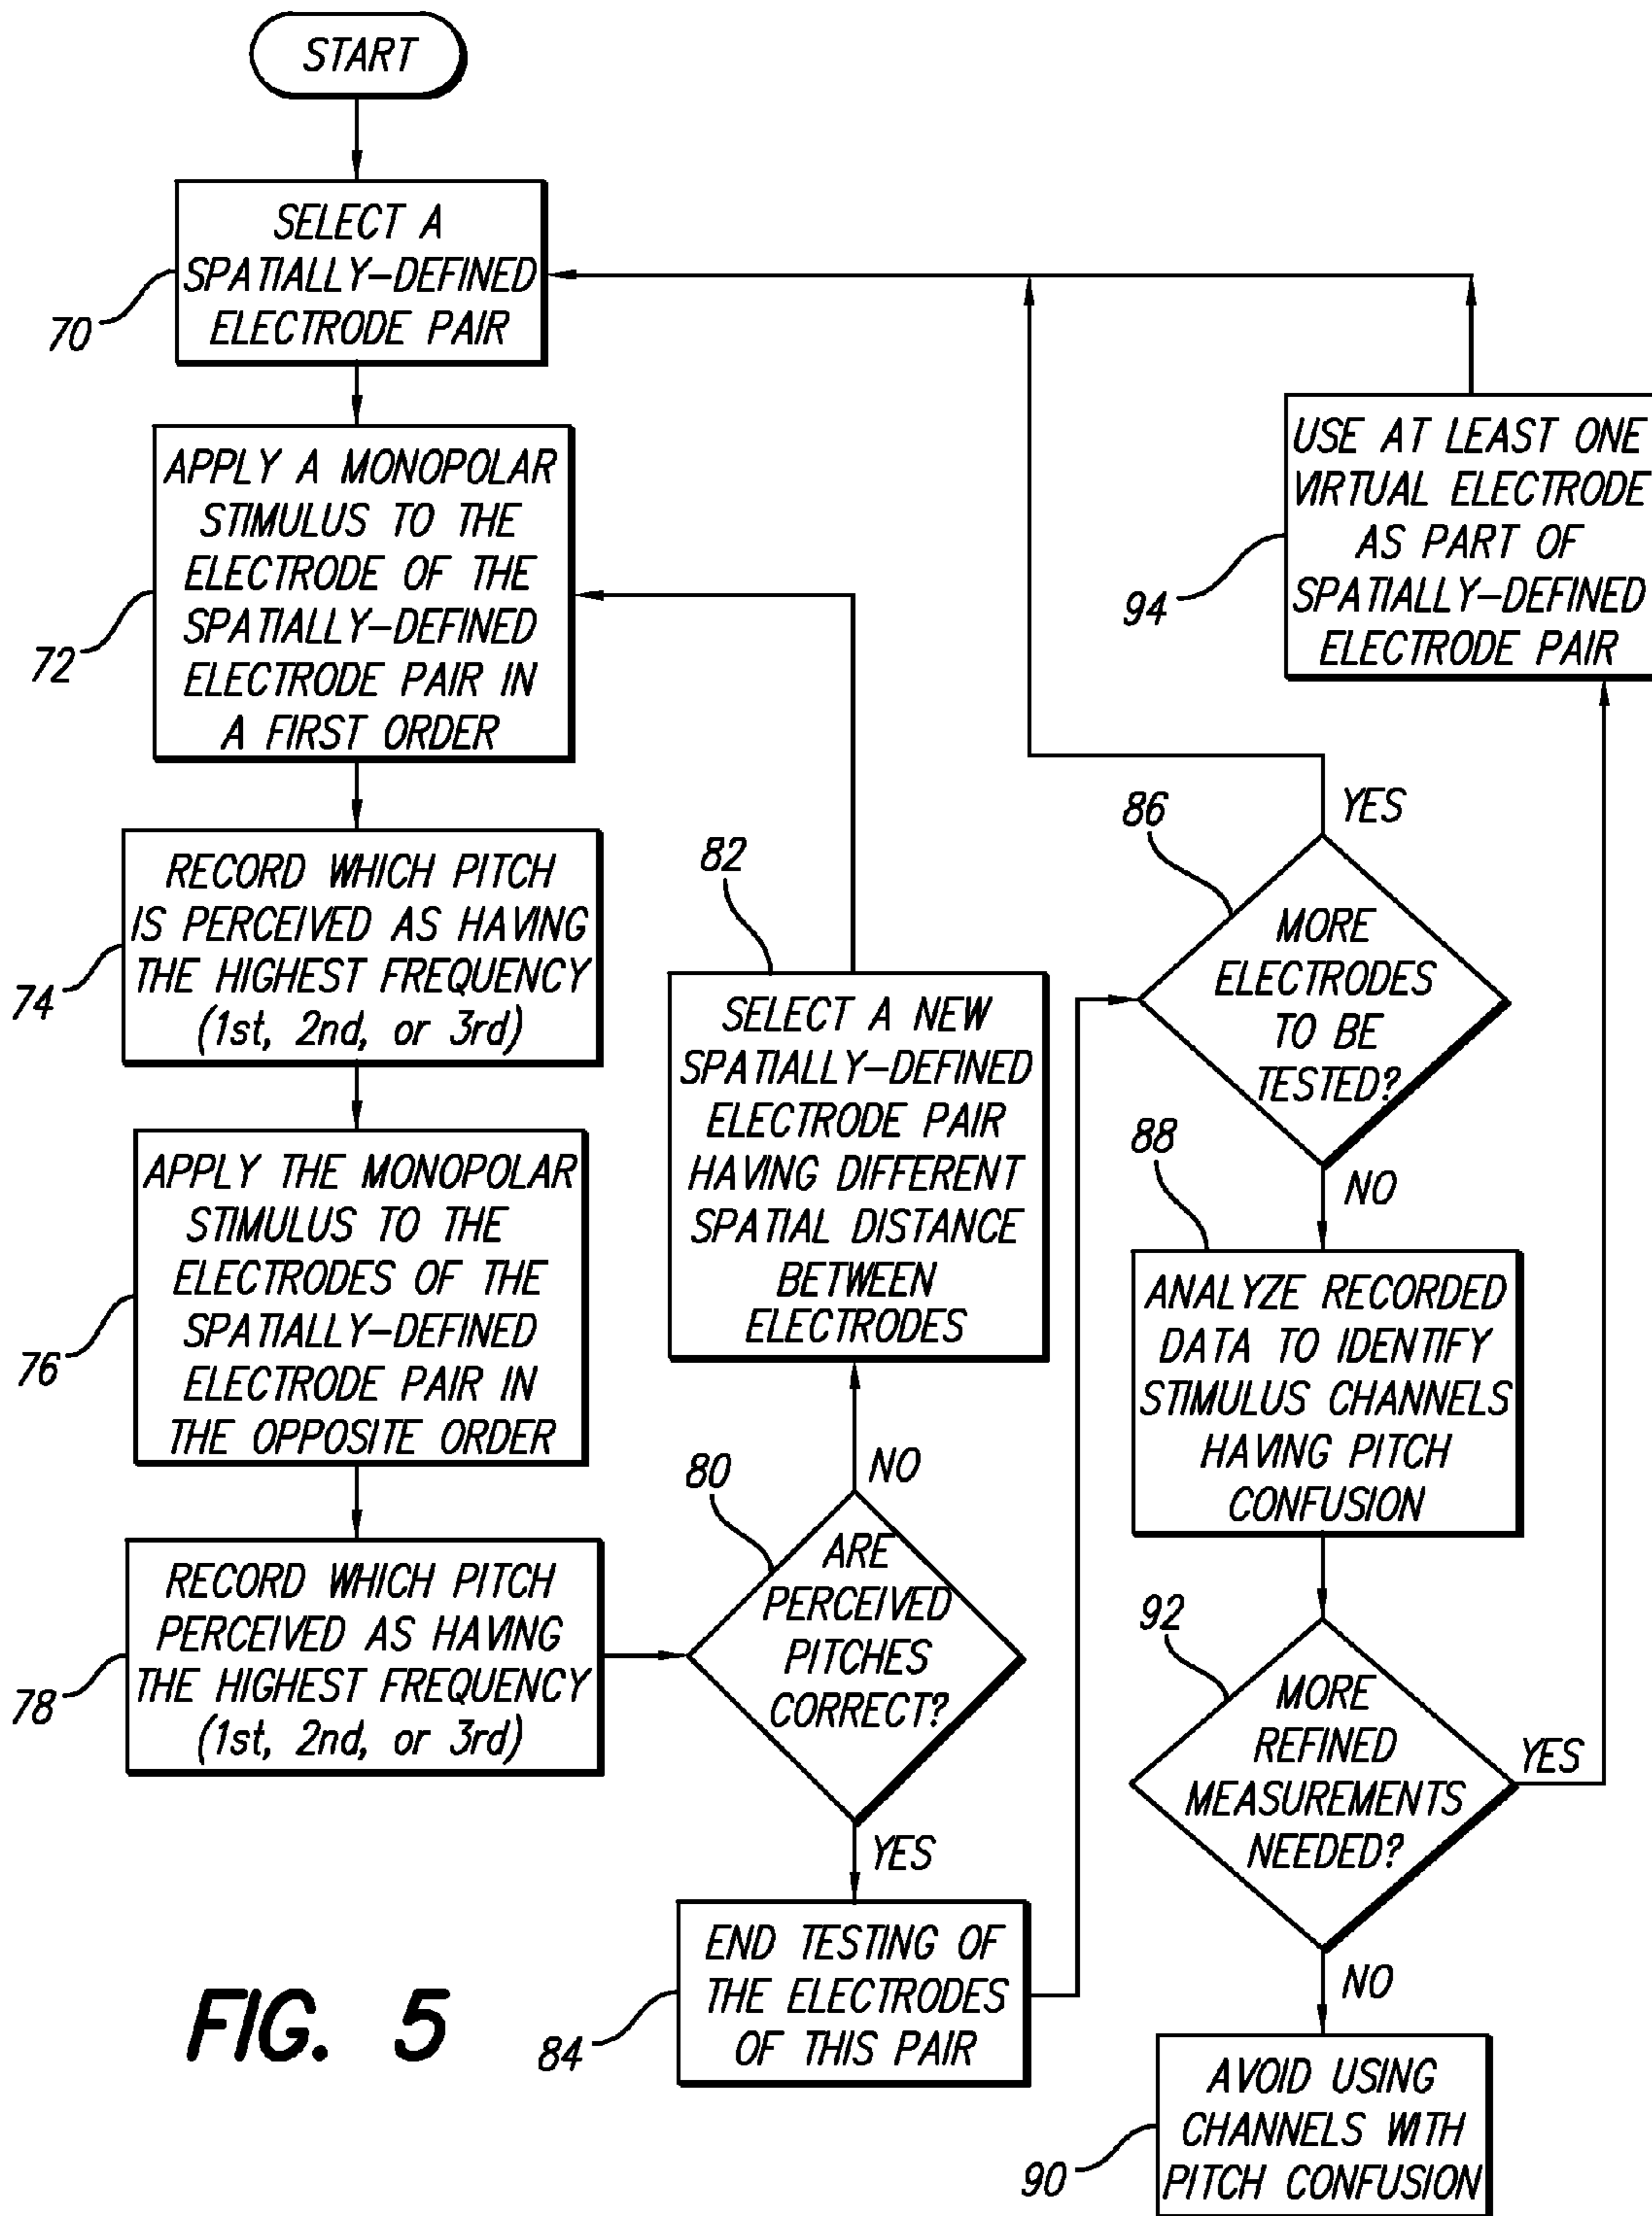 START
SELECT A
SPATIALLY-DEFINED
ELECTRODE PAIR
70
APPLY A MONOPOLAR
STIMULUS TO THE
ELECTRODE OF THE
SPATIALLY-DEFINED
ELECTRODE PAIR IN
A FIRST ORDER
72
RECORD WHICH PITCH
IS PERCEIVED AS HAVING
THE HIGHEST FREQUENCY
(1st, 2nd, or 3rd)
74
APPLY THE MONOPOLAR
STIMULUS TO THE
ELECTRODES OF THE
SPATIALLY-DEFINED
ELECTRODE PAIR IN
THE OPPOSITE ORDER
76
RECORD WHICH PITCH
PERCEIVED AS HAVING
THE HIGHEST FREQUENCY
(1st, 2nd, or 3rd)
78
80
ARE
PERCEIVED
PITCHES
CORRECT?
NO
YES
82
SELECT A NEW
SPATIALLY-DEFINED
ELECTRODE PAIR
HAVING DIFFERENT
SPATIAL DISTANCE
BETWEEN
ELECTRODES
END TESTING OF
THE ELECTRODES
OF THIS PAIR
84
86
MORE
ELECTRODES
TO BE
TESTED?
YES
NO
88
ANALYZE RECORDED
DATA TO IDENTIFY
STIMULUS CHANNELS
HAVING PITCH
CONFUSION
92
MORE
REFINED
MEASUREMENTS
NEEDED?
YES
NO
USE AT LEAST ONE
VIRTUAL ELECTRODE
AS PART OF
SPATIALLY-DEFINED
ELECTRODE PAIR
94
AVOID USING
CHANNELS WITH
PITCH CONFUSION
90
FIG. 5